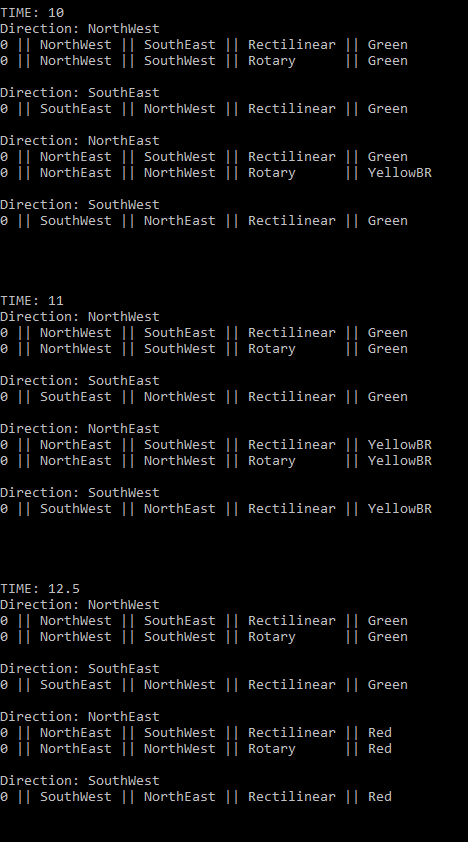 TIME: 10
Direction: NorthWest
0 || NorthWest || SouthEast || Rectilinear || Green
0 || NorthWest || SouthWest || Rotary      || Green
Direction: SouthEast
0 || SouthEast || NorthWest || Rectilinear || Green
Direction: NorthEast
0 || NorthEast || SouthWest || Rectilinear || Green
0 || NorthEast || NorthWest || Rotary      || YellowBR
Direction: SouthWest
0 || SouthWest || NorthEast || Rectilinear || Green
TIME: 11
Direction: NorthWest
0 || NorthWest || SouthEast || Rectilinear || Green
0 || NorthWest || SouthWest || Rotary      || Green
Direction: SouthEast
0 || SouthEast || NorthWest || Rectilinear || Green
Direction: NorthEast
0 || NorthEast || SouthWest || Rectilinear || YellowBR
0 || NorthEast || NorthWest || Rotary      || YellowBR
Direction: SouthWest
0 || SouthWest || NorthEast || Rectilinear || YellowBR
TIME: 12.5
Direction: NorthWest
0 || NorthWest || SouthEast || Rectilinear || Green
0 || NorthWest || SouthWest || Rotary      || Green
Direction: SouthEast
0 || SouthEast || NorthWest || Rectilinear || Green
Direction: NorthEast
0 || NorthEast || SouthWest || Rectilinear || Red
0 || NorthEast || NorthWest || Rotary      || Red
Direction: SouthWest
0 || SouthWest || NorthEast || Rectilinear || Red